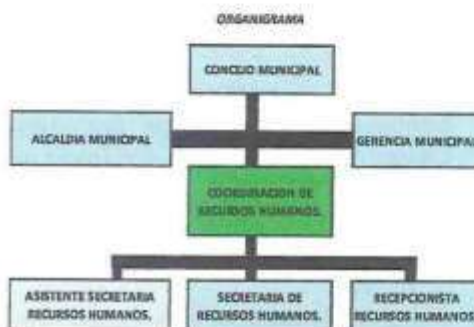 ORGANIGRAMA
CONCEJO MUNICIPAL
ALCALDIA MUNICIPAL
GERENCIA MUNICIPAL
COORDINACION DE
RECURSOS HUMANOS.
ASISTENTE SECRETARIA
RECURSOS HUMANOS.
SECRETARIA DE
RECURSOS HUMANOS.
RECEPCIONISTA
RECURSOS HUMANOS